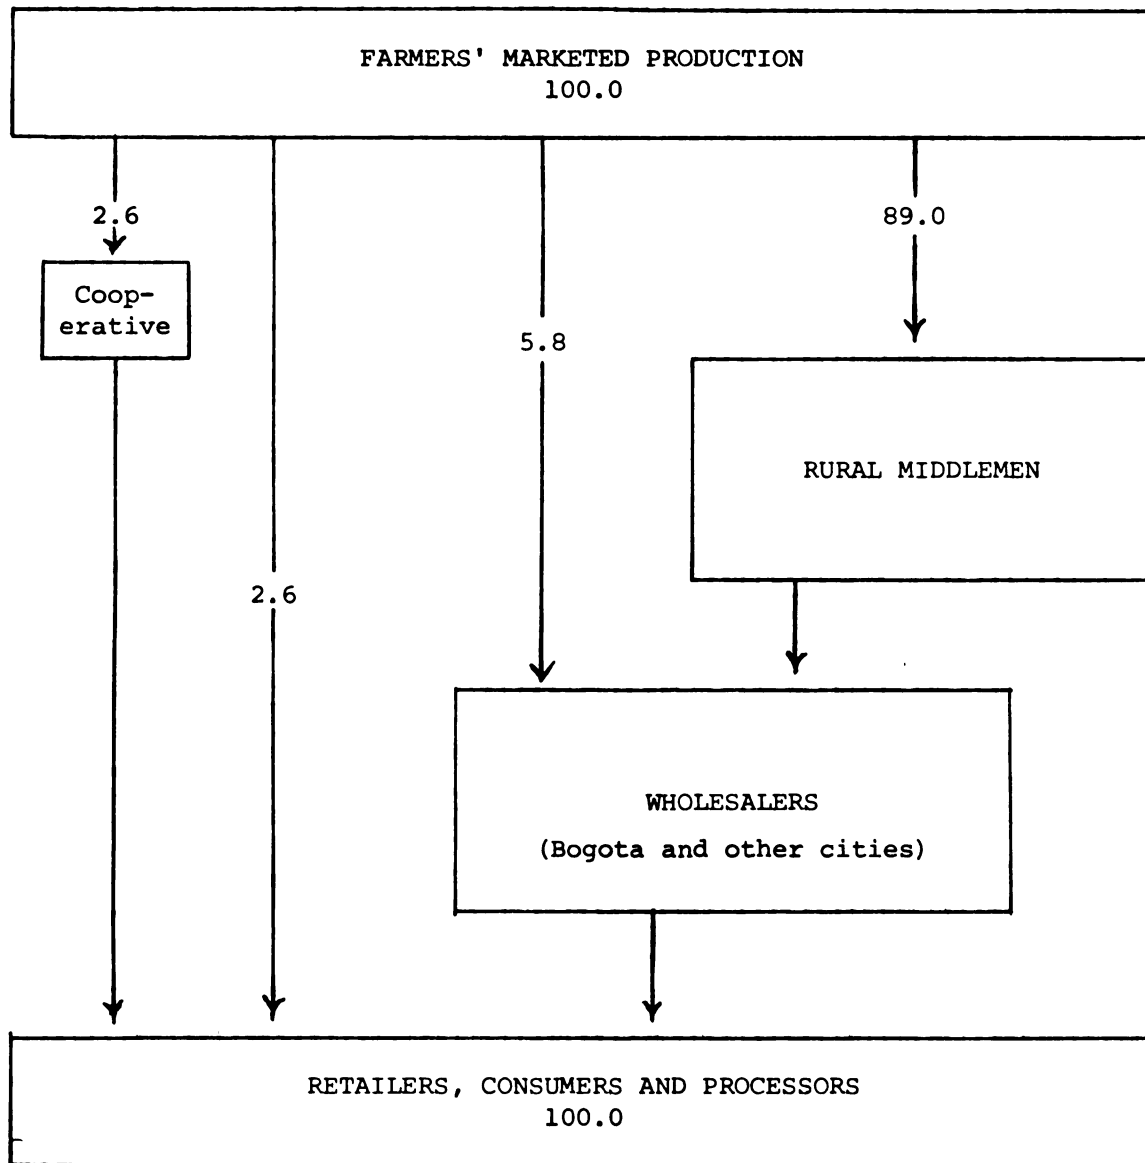 FARMERS' MARKETED PRODUCTION
100.0
2.6
89.0
Coop-
erative
5.8
RURAL MIDDLEMEN
2.6
WHOLESALERS
(Bogota and other cities)
RETAILERS, CONSUMERS AND PROCESSORS
100.0